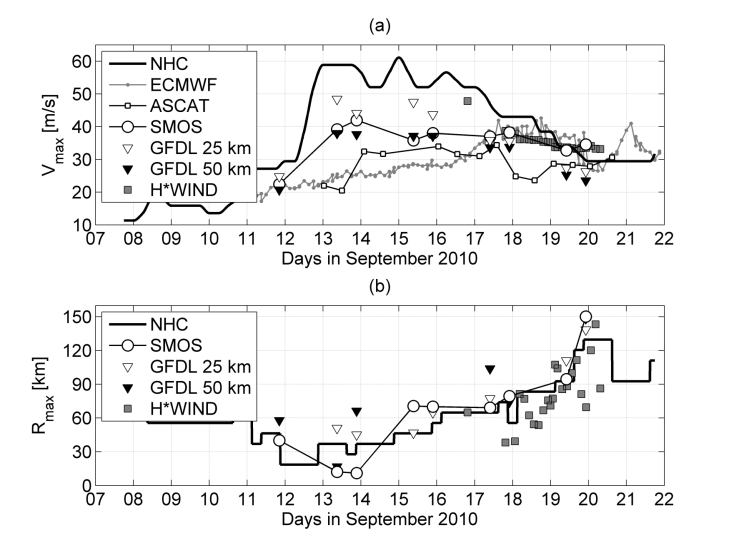 (a)
V_max [m/s]
60
50
40
30
20
10
NHC
ECMWF
ASCAT
SMOS
GFDL 25 km
GFDL 50 km
H*WIND
07 08 09 10 11 12 13 14 15 16 17 18 19 20 21 22
Days in September 2010
(b)
R_max [km]
150
120
90
60
30
0
NHC
SMOS
GFDL 25 km
GFDL 50 km
H*WIND
07 08 09 10 11 12 13 14 15 16 17 18 19 20 21 22
Days in September 2010